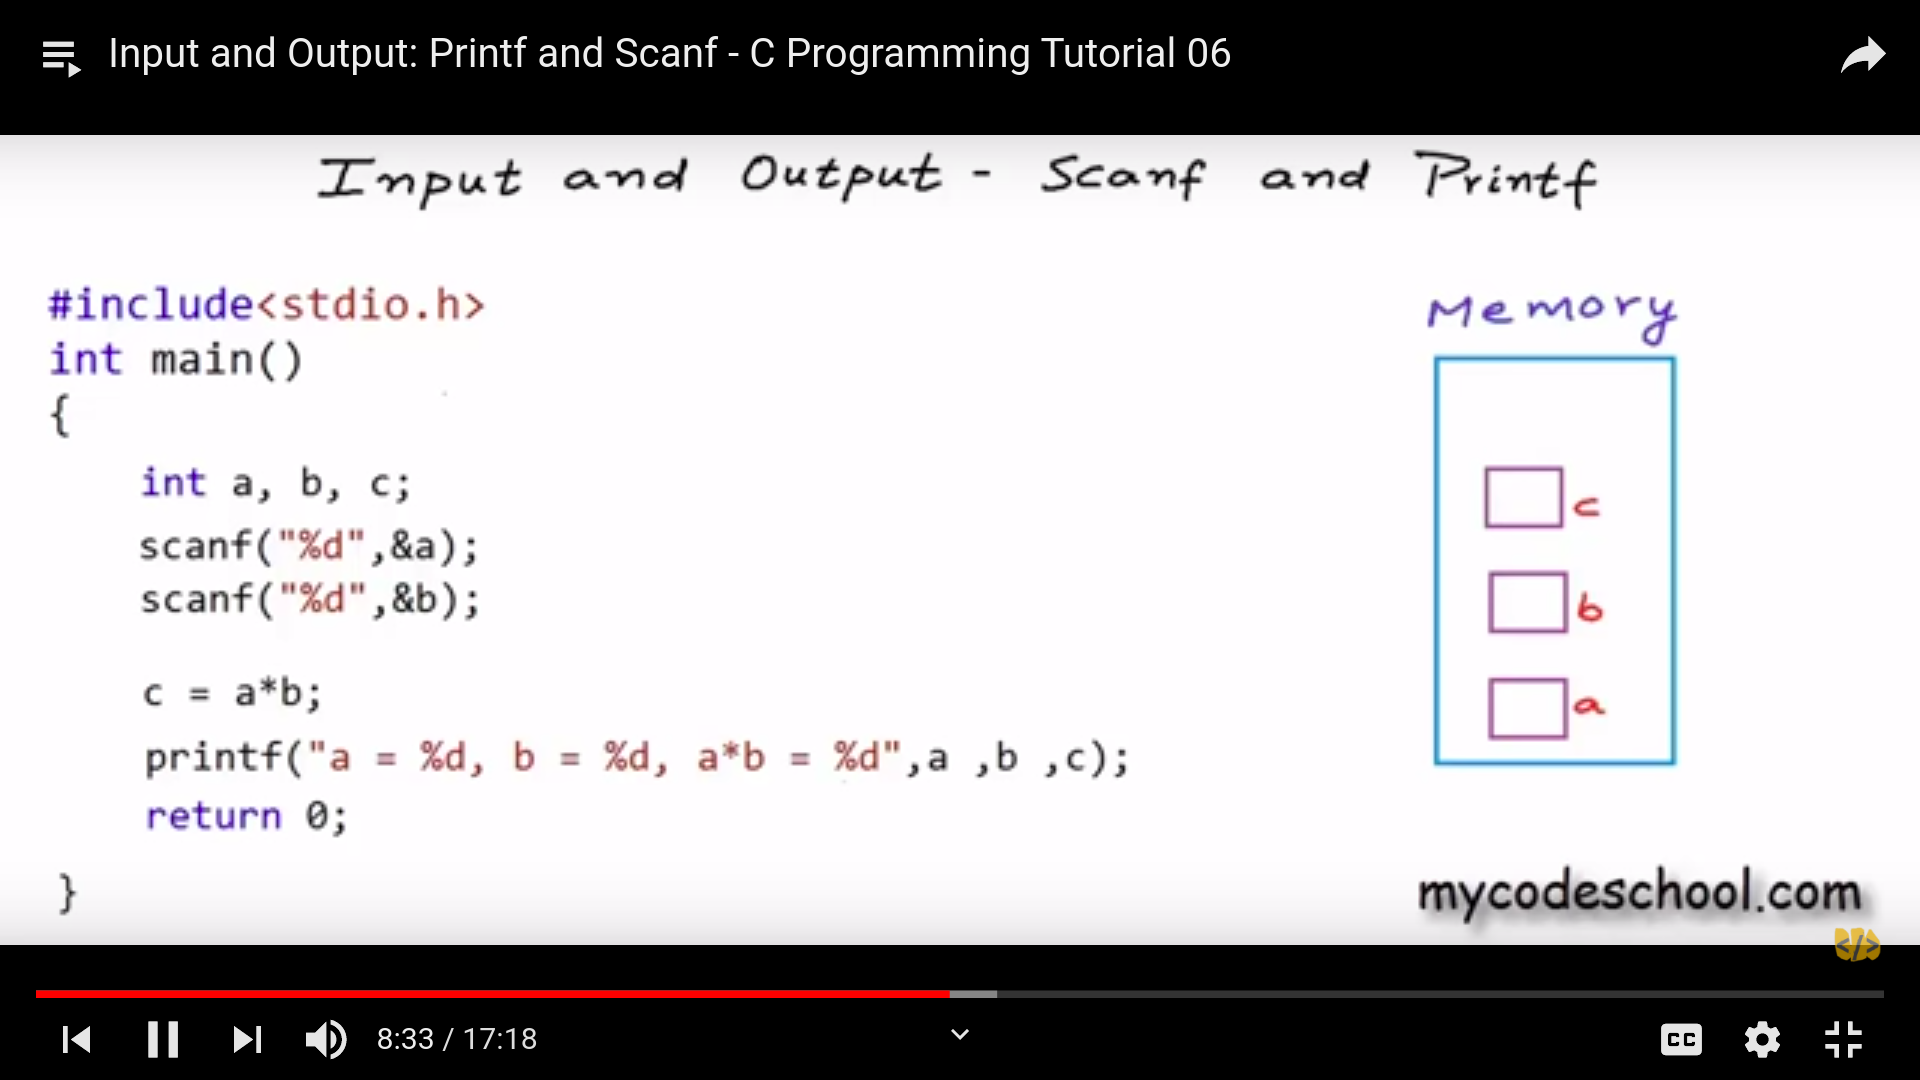 Input and Output: Printf and Scanf - C Programming Tutorial 06
Input and Output - Scanf and Printf
#include<stdio.h>
int main()
{
int a, b, c;
scanf("%d",&a);
scanf("%d",&b);
c = a*b;
printf("a = %d, b = %d, a*b = %d",a ,b ,c);
return 0;
}
Memory
c
b
a
mycodeschool.com
</>
8:33 / 17:18
CC